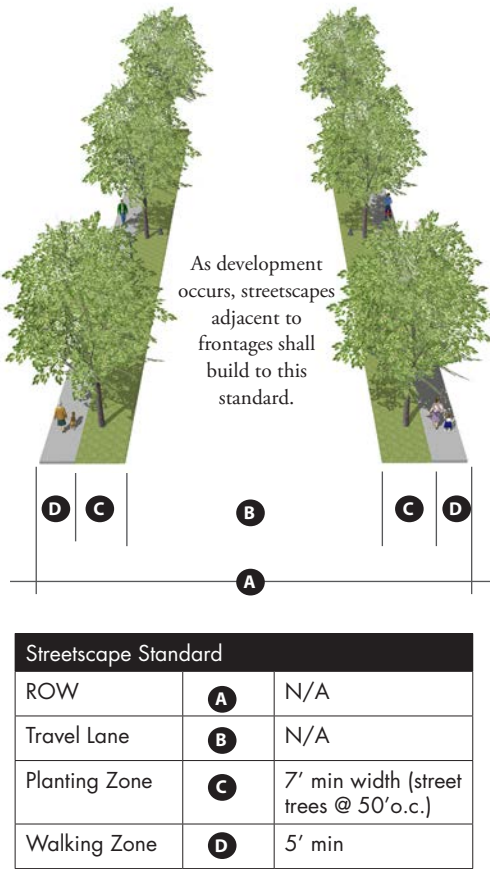 As development
occurs, streetscapes
adjacent to
frontages shall
build to this
standard.
D C B C D
A
Streetscape Standard
ROW A N/A
Travel Lane B N/A
Planting Zone C 7’ min width (street
trees @ 50’o.c.)
Walking Zone D 5’ min